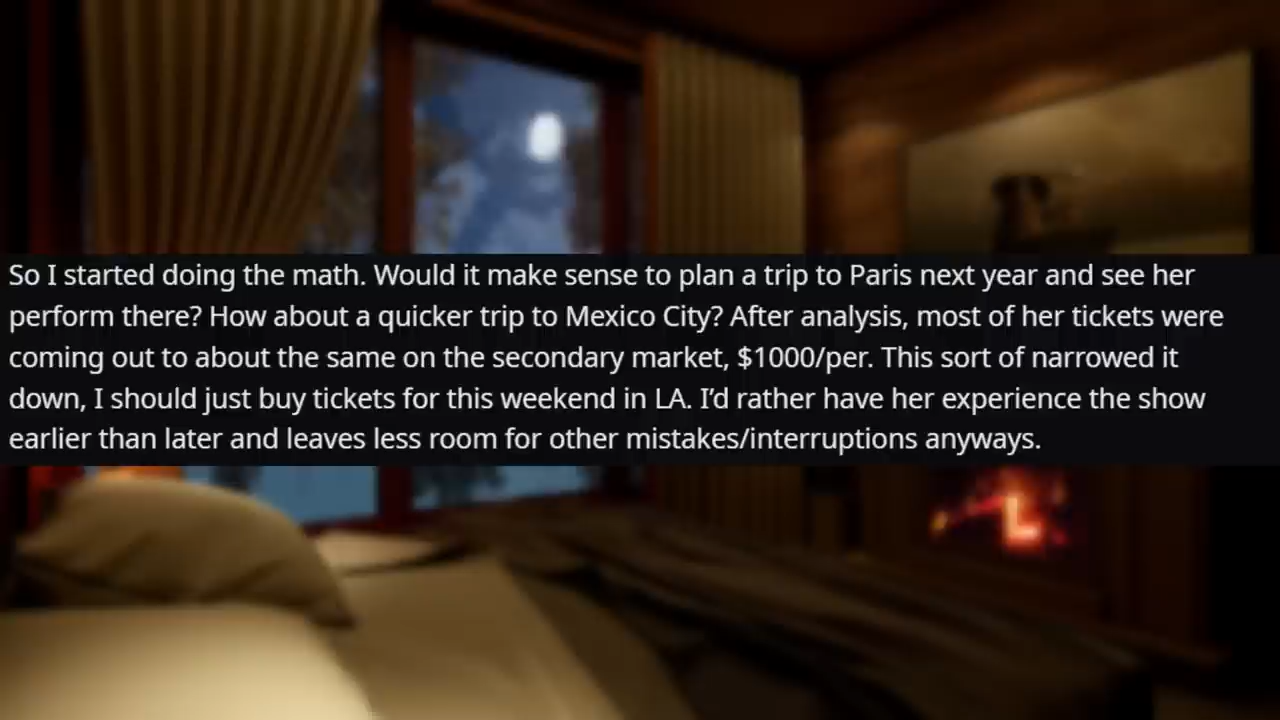 So I started doing the math. Would it make sense to plan a trip to Paris next year and see her
perform there? How about a quicker trip to Mexico City? After analysis, most of her tickets were
coming out to about the same on the secondary market, $1000/per. This sort of narrowed it
down, I should just buy tickets for this weekend in LA. I’d rather have her experience the show
earlier than later and leaves less room for other mistakes/interruptions anyways.